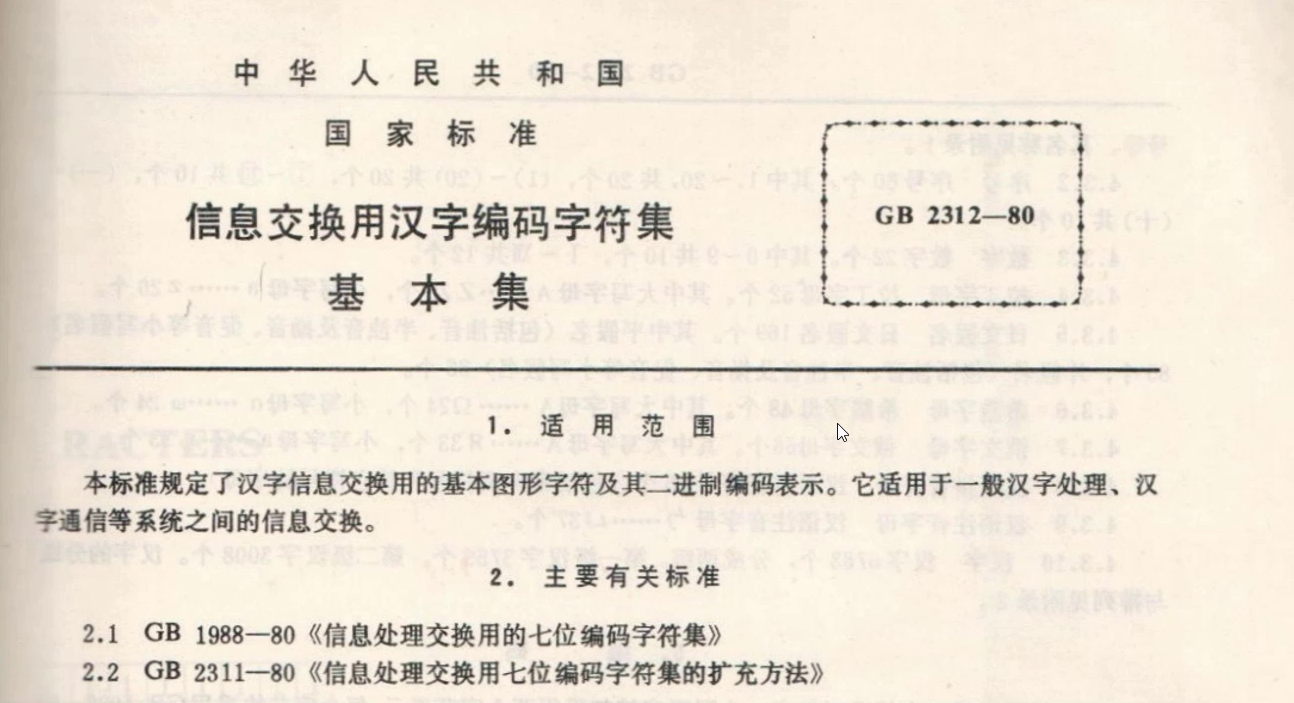 中华人民共和国
国家标准
信息交换用汉字编码字符集
基本集
GB 2312—80
1. 适用范围
本标准规定了汉字信息交换用的基本图形字符及其二进制编码表示。它适用于一般汉字处理、汉
字通信等系统之间的信息交换。
2. 主要有关标准
2.1 GB 1988—80《信息处理交换用的七位编码字符集》
2.2 GB 2311—80《信息处理交换用七位编码字符集的扩充方法》